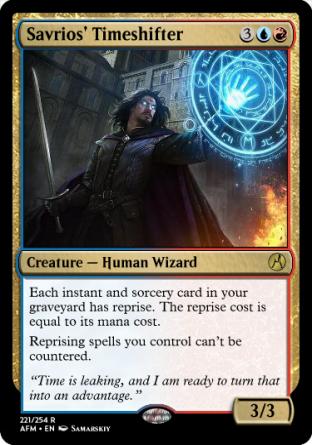 Savrios' Timeshifter 3
Creature — Human Wizard
Each instant and sorcery card in your
graveyard has reprise. The reprise cost is
equal to its mana cost.
Reprising spells you control can't be
countered.
"Time is leaking, and I am ready to turn that
into an advantage."
3/3
221/254 R
AFM • EN Samarskiy